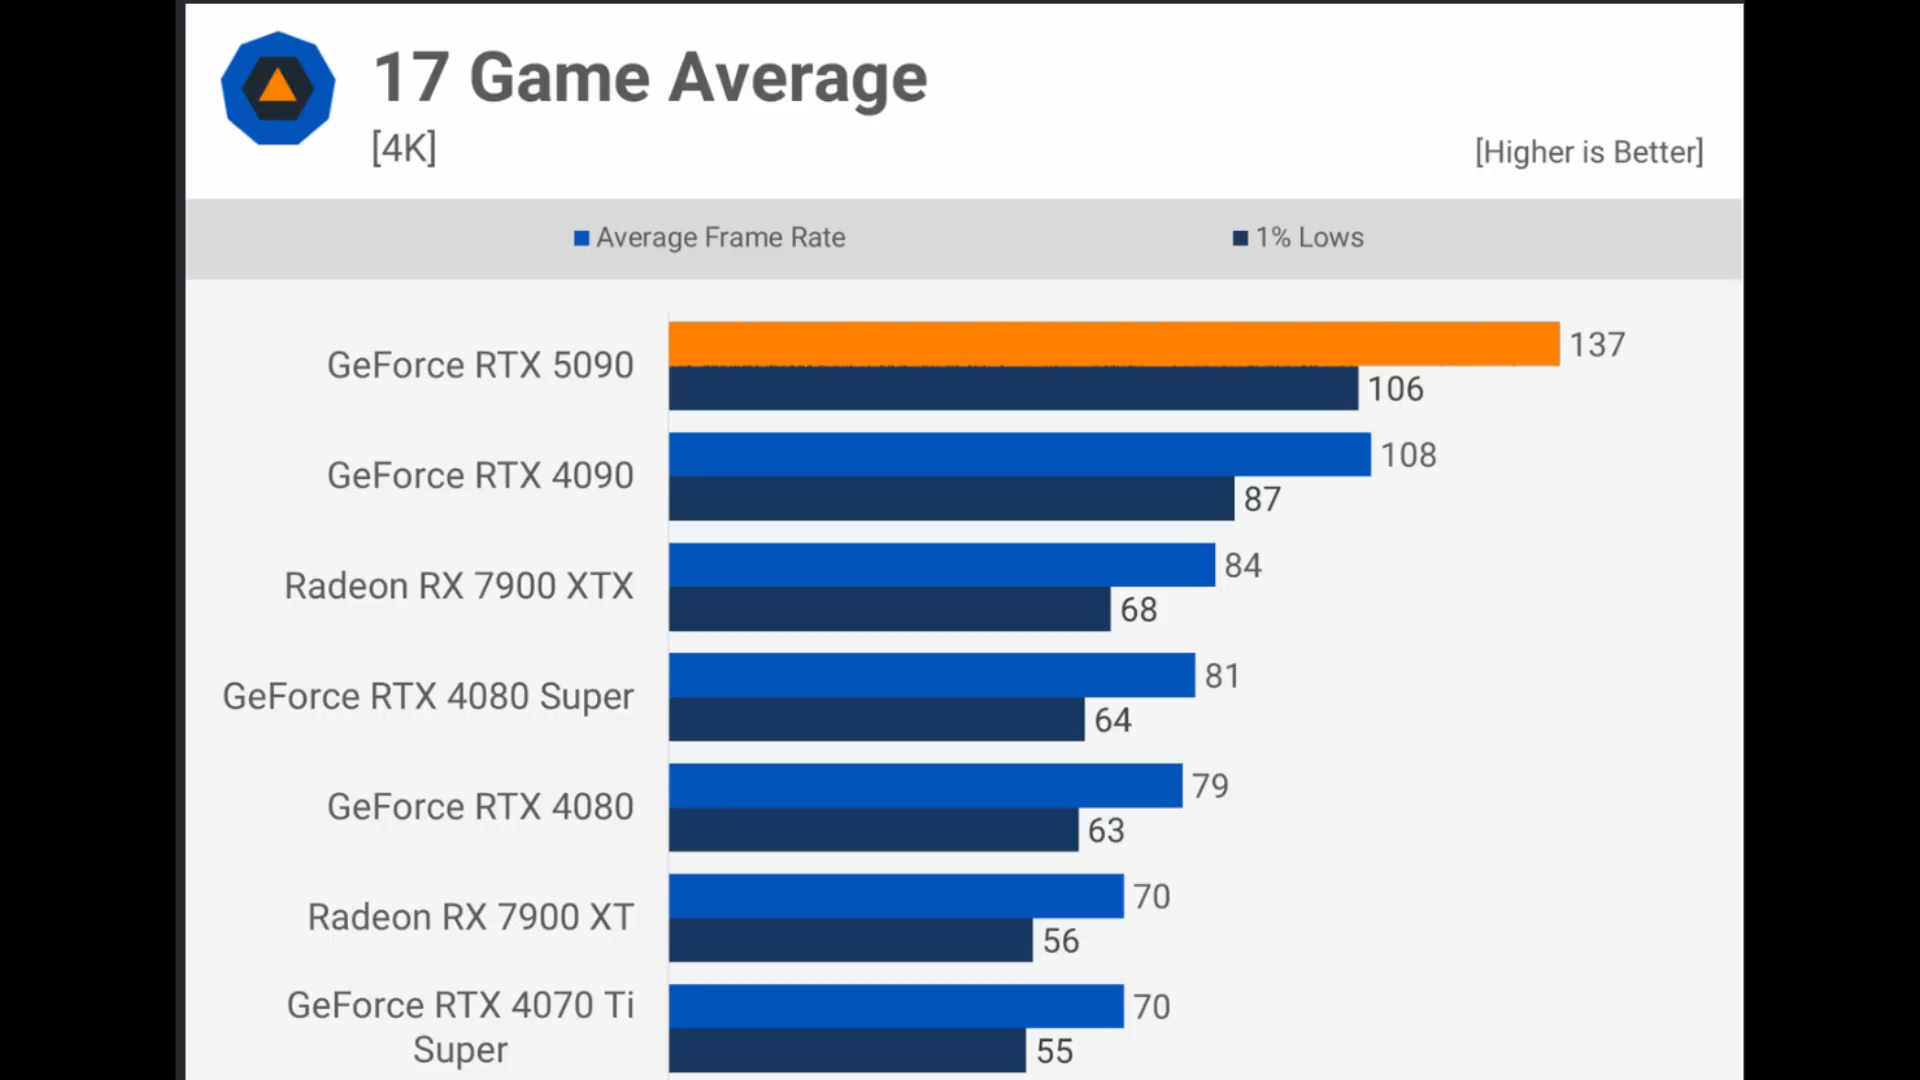 17 Game Average
[4K]
[Higher is Better]
Average Frame Rate
1% Lows
GeForce RTX 5090
137
106
GeForce RTX 4090
108
87
Radeon RX 7900 XTX
84
68
GeForce RTX 4080 Super
81
64
GeForce RTX 4080
79
63
Radeon RX 7900 XT
70
56
GeForce RTX 4070 Ti
Super
70
55